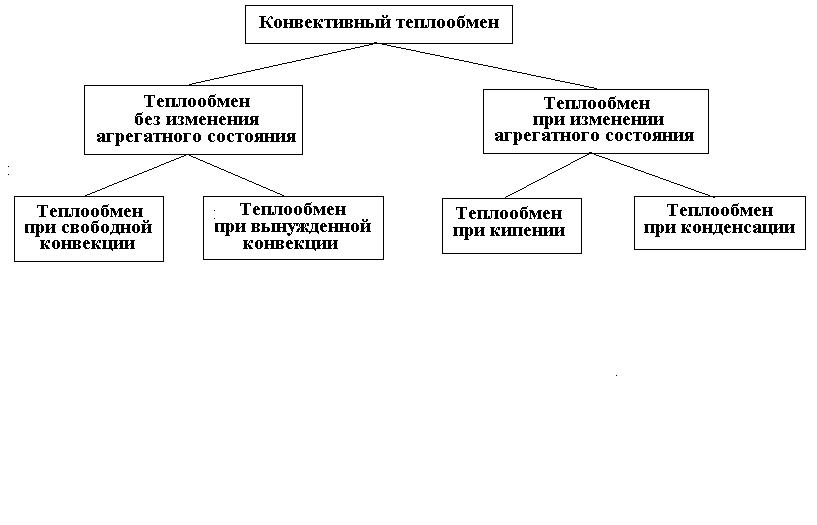 Конвективный теплообмен
Теплообмен
без изменения
агрегатного состояния
Теплообмен
при изменении
агрегатного состояния
Теплообмен
при свободной
конвекции
Теплообмен
при вынужденной
конвекции
Теплообмен
при кипении
Теплообмен
при конденсации